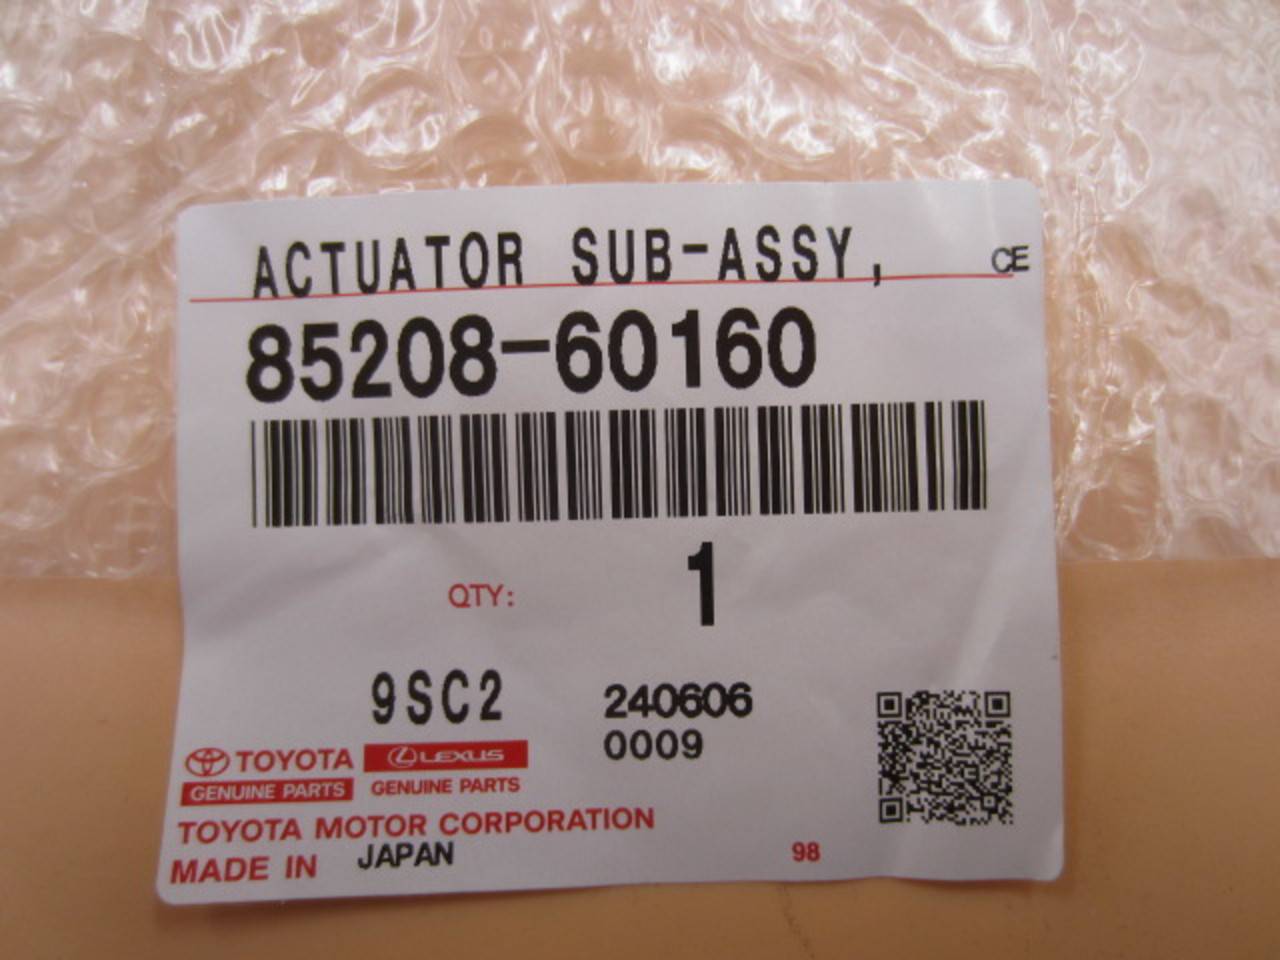 ACTUATOR SUB-ASSY, CE
85208-60160
QTY: 1
9SC2 240606
0009
TOYOTA LEXUS
GENUINE PARTS GENUINE PARTS
TOYOTA MOTOR CORPORATION
MADE IN JAPAN 98